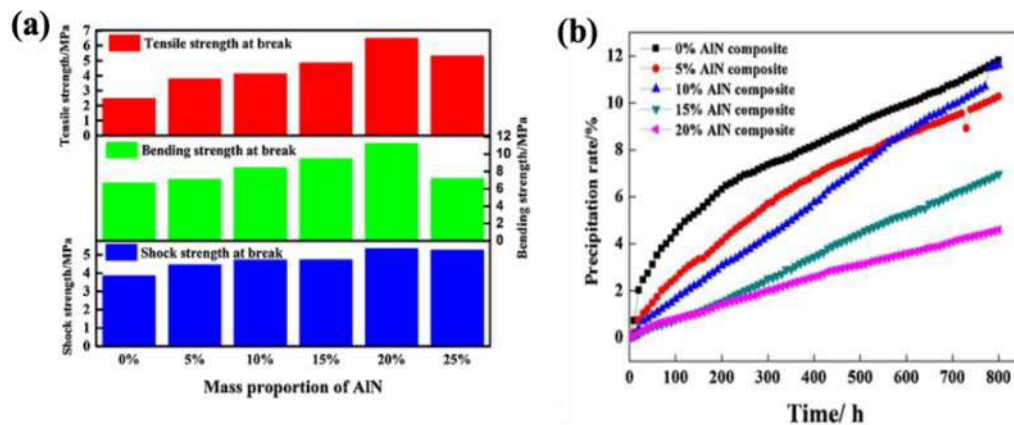 (a)
Tensile strength/MPa
7
6
5
4
3
2
1
0
Tensile strength at break
Bending strength at break
Bending strength/MPa
12
10
8
6
4
2
0
Shock strength/MPa
5
4
3
2
1
0
Shock strength at break
0% 5% 10% 15% 20% 25%
Mass proportion of AlN
(b)
Precipitation rate/%
12
10
8
6
4
2
0
0% AlN composite
5% AlN composite
10% AlN composite
15% AlN composite
20% AlN composite
0 100 200 300 400 500 600 700 800
Time/ h